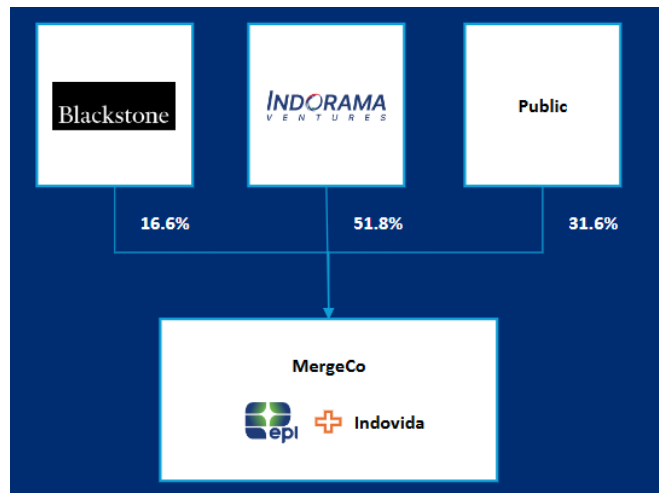 Blackstone
INDORAMA
VENTURES
Public
16.6%
51.8%
31.6%
MergeCo
epl
Indovida